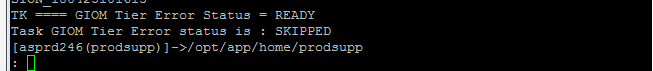 TK ==== GIOM Tier Error Status = READY
Task GIOM Tier Error status is : SKIPPED
[asprd246(prodsupp)]->/opt/app/home/prodsupp
: